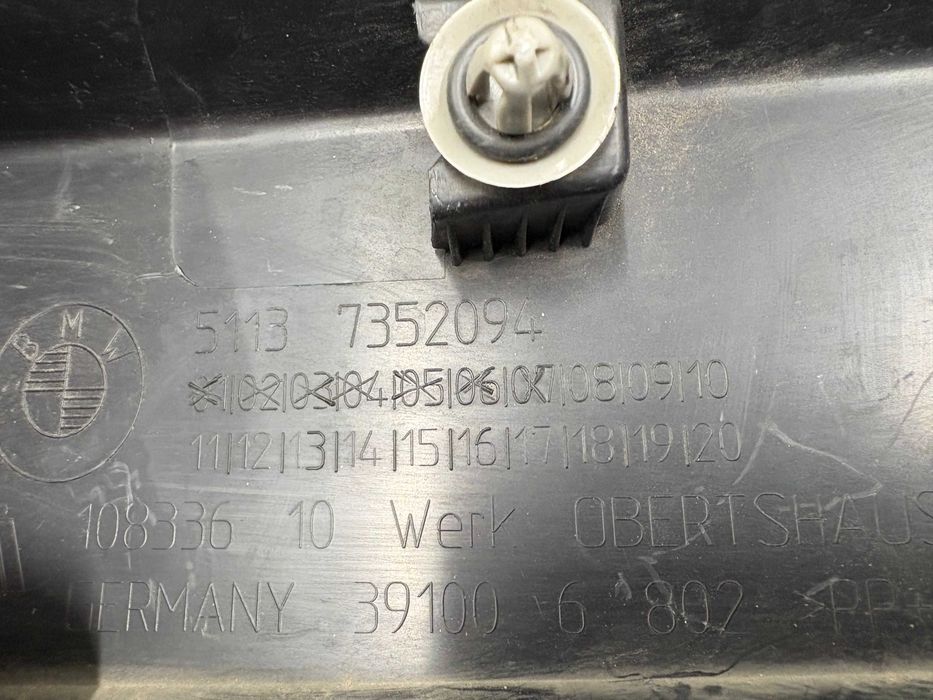 BMW
5113 7352094
01|02|03|04|05|06|07|08|09|10
11|12|13|14|15|16|17|18|19|20
108336 10 Werk OBERTSHAUS
GERMANY 39100 6 802 >PP+